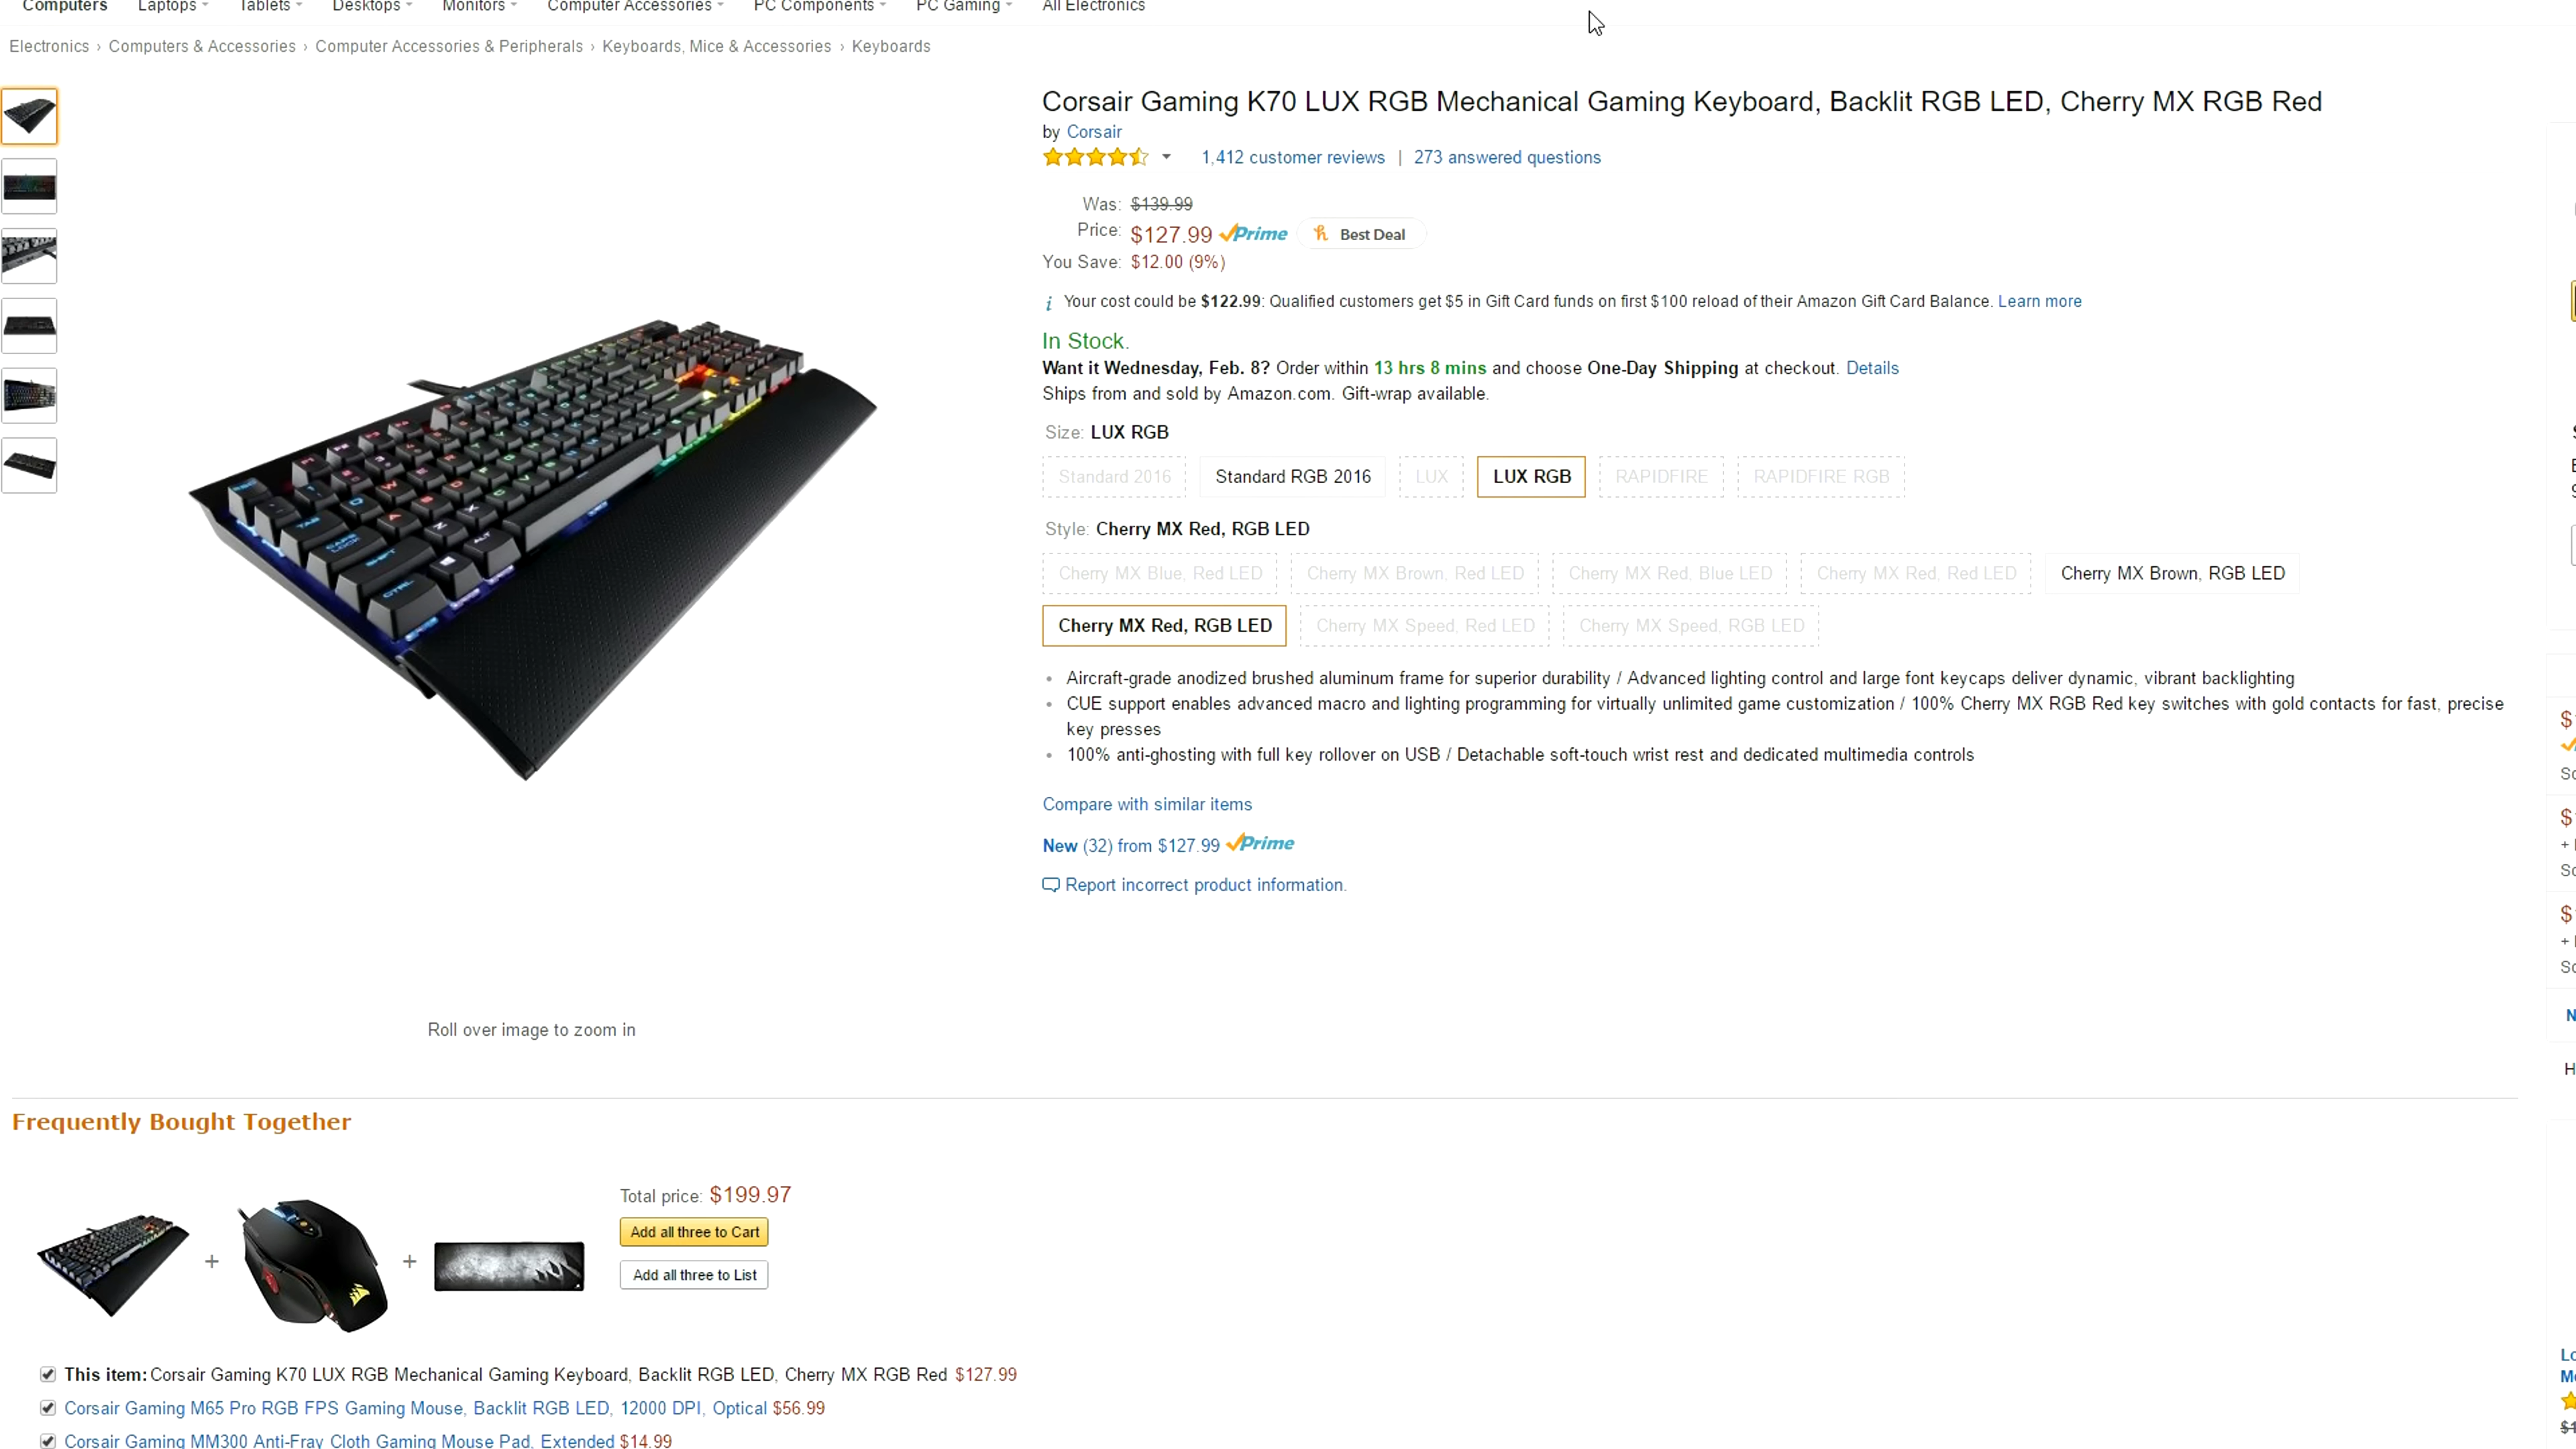 Computers Laptops Tablets Desktops Monitors Computer Accessories PC Components PC Gaming All Electronics
Electronics › Computers & Accessories › Computer Accessories & Peripherals › Keyboards, Mice & Accessories › Keyboards
Corsair Gaming K70 LUX RGB Mechanical Gaming Keyboard, Backlit RGB LED, Cherry MX RGB Red
by Corsair
1,412 customer reviews | 273 answered questions
Was: $139.99
Price: $127.99 Prime Best Deal
You Save: $12.00 (9%)
i Your cost could be $122.99: Qualified customers get $5 in Gift Card funds on first $100 reload of their Amazon Gift Card Balance. Learn more
In Stock.
Want it Wednesday, Feb. 8? Order within 13 hrs 8 mins and choose One-Day Shipping at checkout. Details
Ships from and sold by Amazon.com. Gift-wrap available.
Size: LUX RGB
Standard 2016 Standard RGB 2016 LUX LUX RGB RAPIDFIRE RAPIDFIRE RGB
Style: Cherry MX Red, RGB LED
Cherry MX Blue, Red LED Cherry MX Brown, Red LED Cherry MX Red, Blue LED Cherry MX Red, Red LED Cherry MX Brown, RGB LED
Cherry MX Red, RGB LED Cherry MX Speed, Red LED Cherry MX Speed, RGB LED
• Aircraft-grade anodized brushed aluminum frame for superior durability / Advanced lighting control and large font keycaps deliver dynamic, vibrant backlighting
• CUE support enables advanced macro and lighting programming for virtually unlimited game customization / 100% Cherry MX RGB Red key switches with gold contacts for fast, precise
key presses
• 100% anti-ghosting with full key rollover on USB / Detachable soft-touch wrist rest and dedicated multimedia controls
Compare with similar items
New (32) from $127.99 Prime
Report incorrect product information.
Roll over image to zoom in
Frequently Bought Together
Total price: $199.97
Add all three to Cart
Add all three to List
+ +
This item: Corsair Gaming K70 LUX RGB Mechanical Gaming Keyboard, Backlit RGB LED, Cherry MX RGB Red $127.99
Corsair Gaming M65 Pro RGB FPS Gaming Mouse, Backlit RGB LED, 12000 DPI, Optical $56.99
Corsair Gaming MM300 Anti-Fray Cloth Gaming Mouse Pad, Extended $14.99